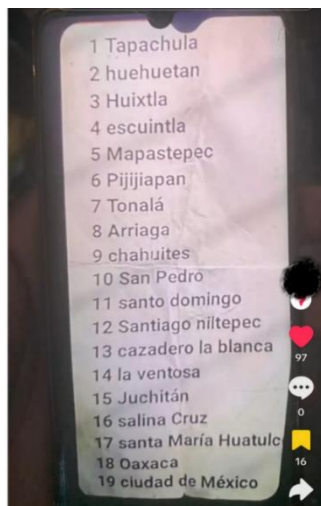 1 Tapachula
2 huehuetan
3 Huixtla
4 escuintla
5 Mapastepec
6 Pijijiapan
7 Tonalá
8 Arriaga
9 chahuites
10 San Pedro
11 santo domingo
12 Santiago niltepec
13 cazadero la blanca
14 la ventosa
15 Juchitán
16 salina Cruz
17 santa María Huatulc
18 Oaxaca
19 ciudad de México
97
0
16